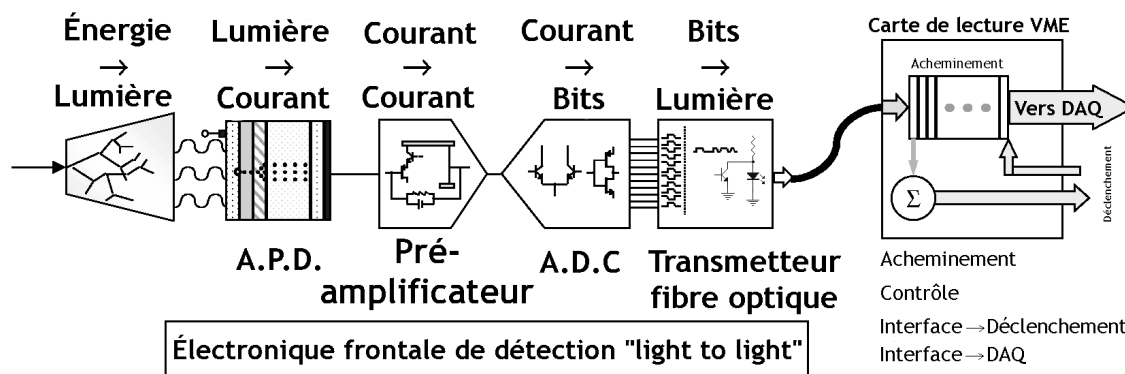 Énergie
→
Lumière
Lumière
→
Courant
Courant
→
Courant
Courant
→
Bits
Bits
→
Lumière
A.P.D.
Pré-
amplificateur
A.D.C
Transmetteur
fibre optique
Électronique frontale de détection "light to light"
Carte de lecture VME
Acheminement
Vers DAQ
Σ
Déclenchement
Acheminement
Contrôle
Interface→Déclenchement
Interface→DAQ